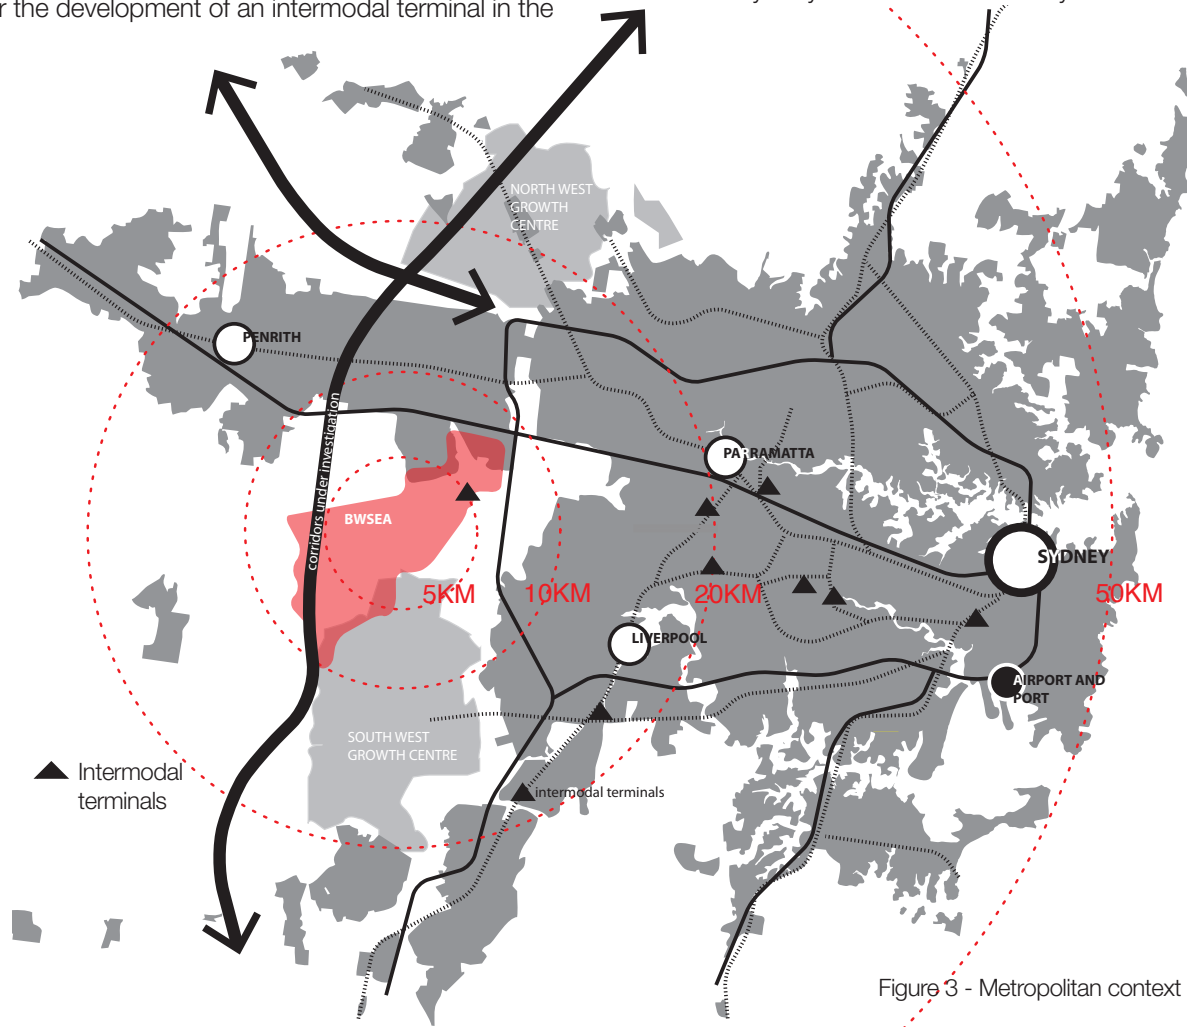 r the development of an intermodal terminal in the
NORTH WEST
GROWTH
CENTRE
PENRITH
corridors under investigation
PARRAMATTA
BWSEA
SYDNEY
5KM
10KM
20KM
50KM
LIVERPOOL
AIRPORT AND
PORT
SOUTH WEST
GROWTH CENTRE
Intermodal
terminals
intermodal terminals
Figure 3 - Metropolitan context